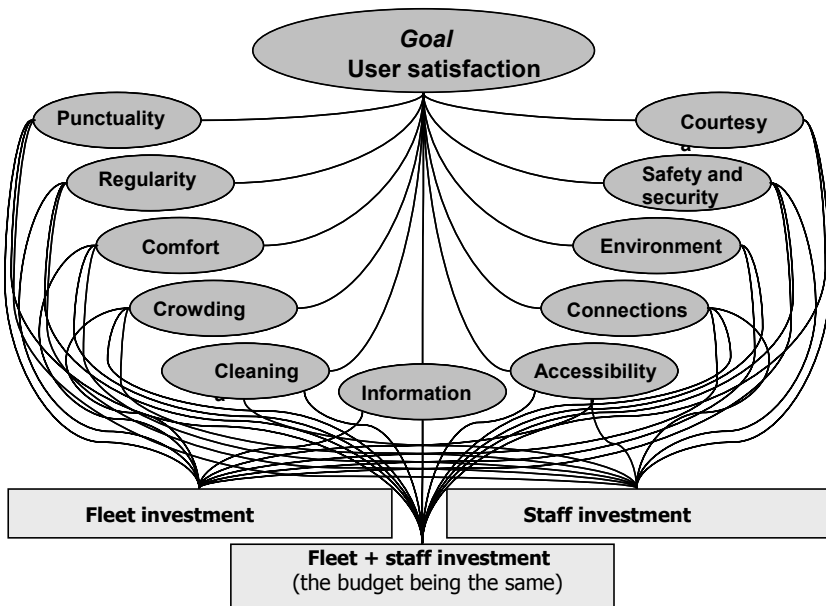 Goal
User satisfaction
Punctuality
Courtesy
Regularity
Safety and
security
Comfort
Environment
Crowding
Connections
Cleaning
Information
Accessibility
Fleet investment
Staff investment
Fleet + staff investment
(the budget being the same)